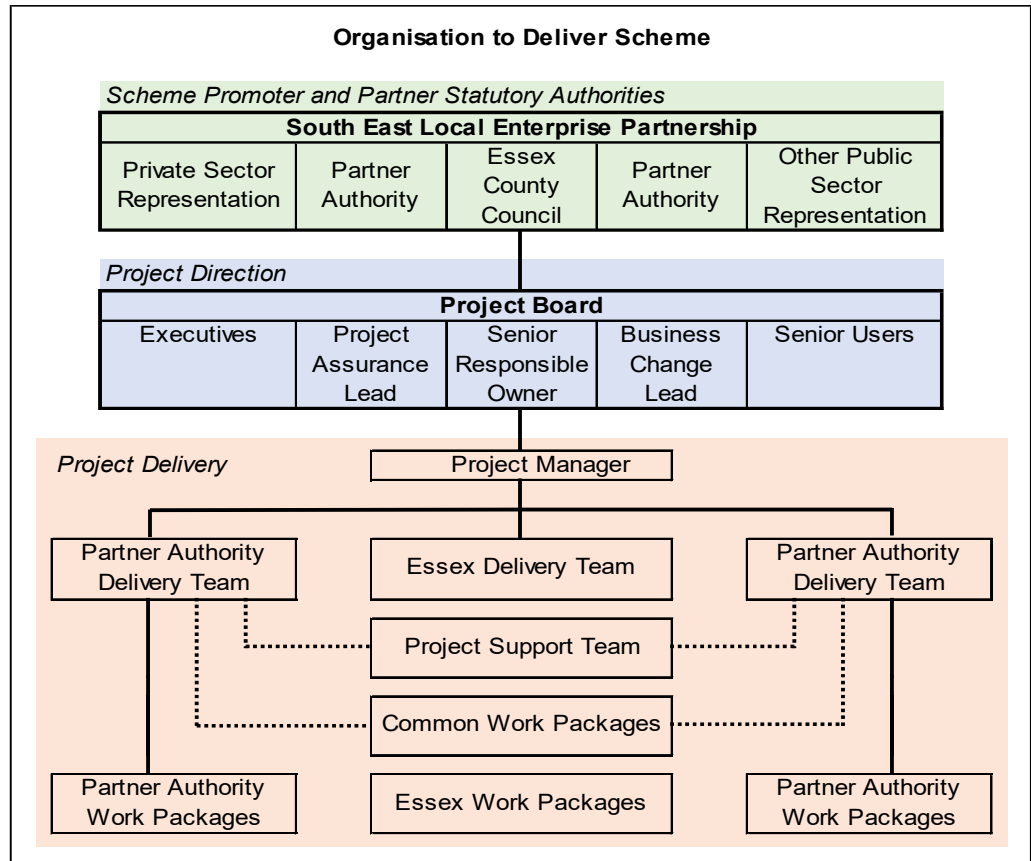 Organisation to Deliver Scheme
Scheme Promoter and Partner Statutory Authorities
South East Local Enterprise Partnership
Private Sector
Representation
Partner
Authority
Essex
County
Council
Partner
Authority
Other Public
Sector
Representation
Project Direction
Project Board
Executives
Project
Assurance
Lead
Senior
Responsible
Owner
Business
Change
Lead
Senior Users
Project Delivery
Project Manager
Partner Authority
Delivery Team
Essex Delivery Team
Partner Authority
Delivery Team
Project Support Team
Common Work Packages
Partner Authority
Work Packages
Essex Work Packages
Partner Authority
Work Packages